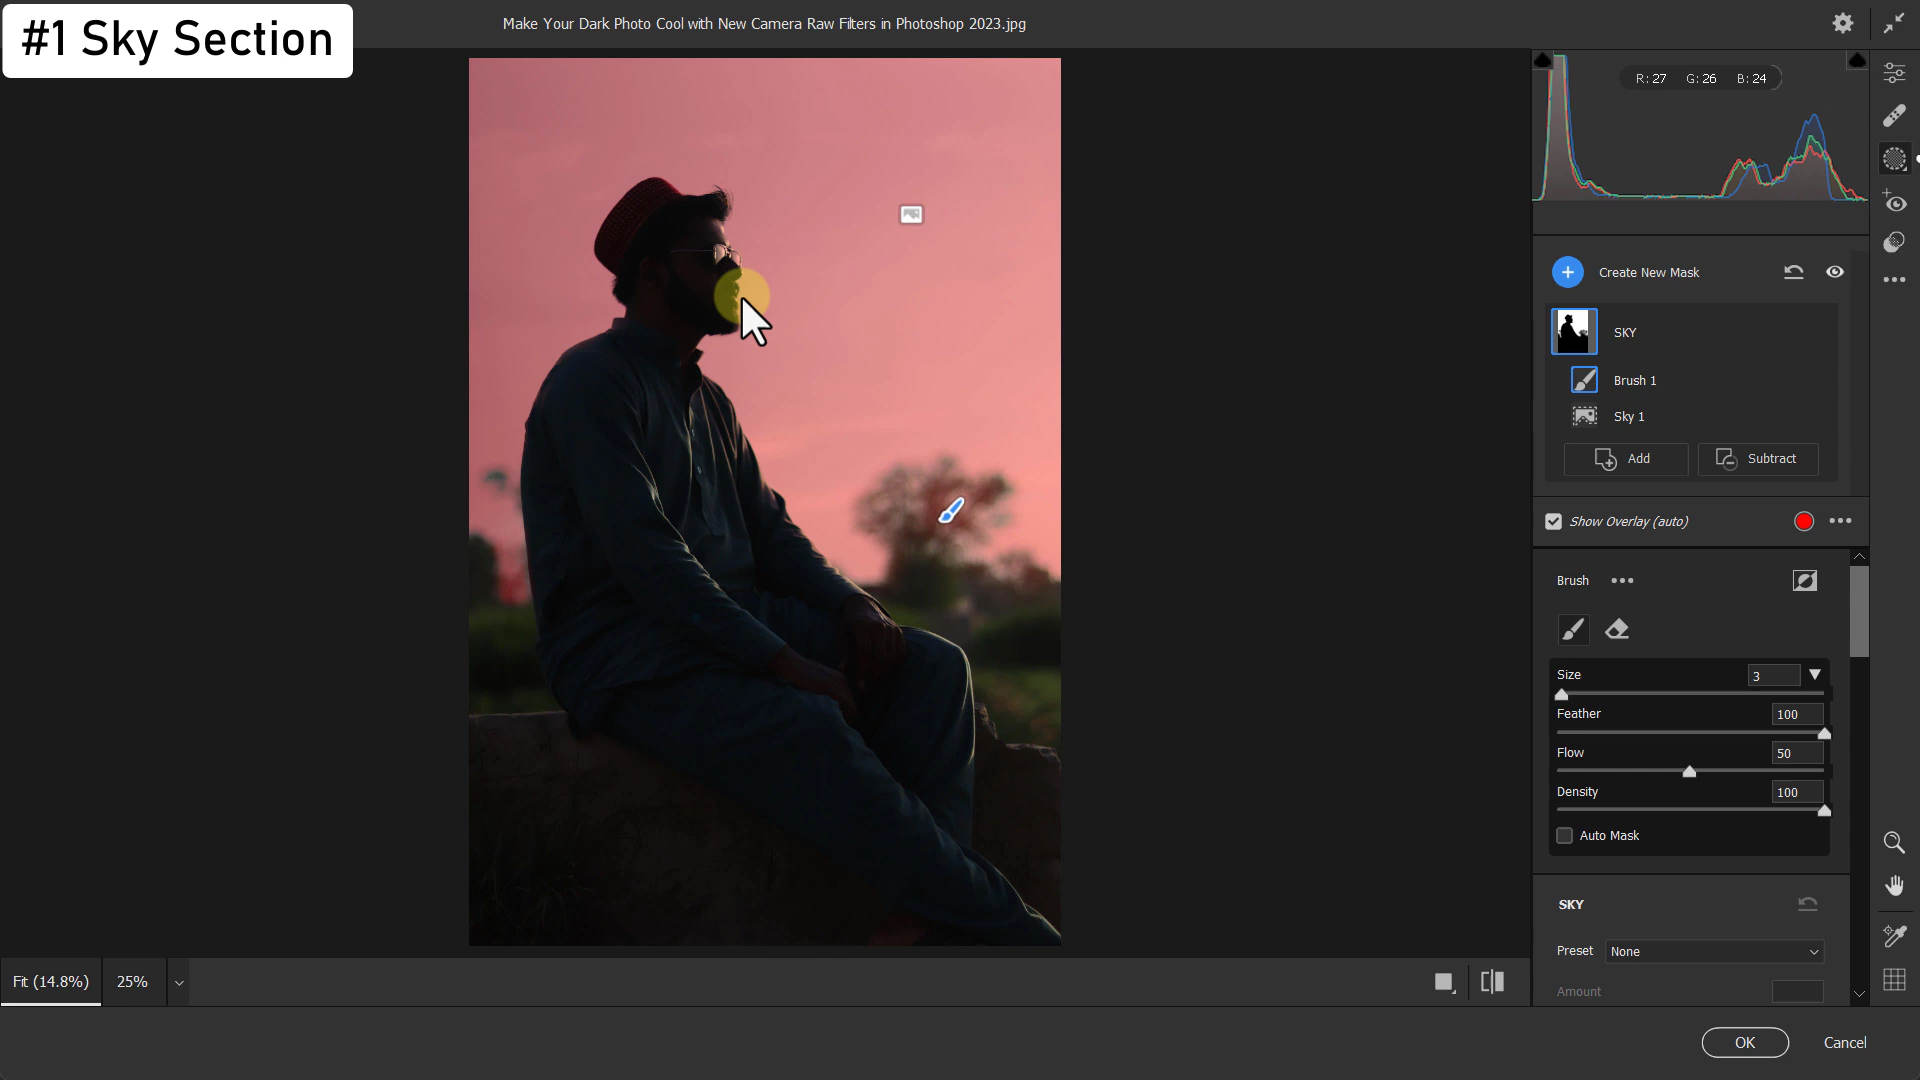 #1 Sky Section
Make Your Dark Photo Cool with New Camera Raw Filters in Photoshop 2023.jpg
R: 27 G: 26 B: 24
Create New Mask
SKY
Brush 1
Sky 1
Add Subtract
Show Overlay (auto)
Brush
Size 3
Feather 100
Flow 50
Density 100
Auto Mask
SKY
Preset None
Amount
Fit (14.8%) 25%
OK Cancel